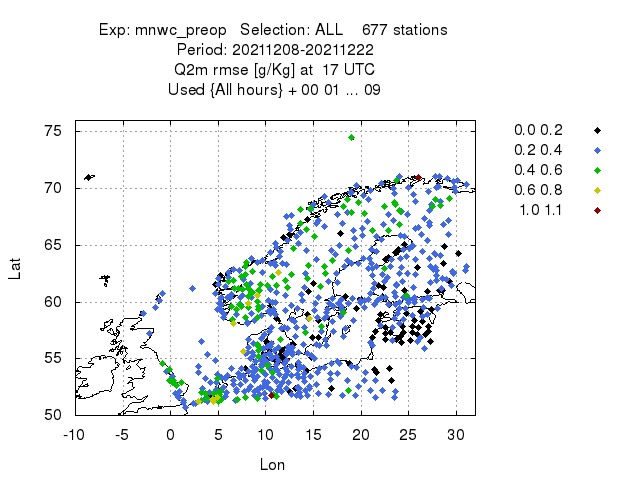 Exp: mnwc_preop Selection: ALL 677 stations
Period: 20211208-20211222
Q2m rmse [g/Kg] at 17 UTC
Used {All hours} + 00 01 ... 09
75
70
65
60
55
50
-10 -5 0 5 10 15 20 25 30
Lat
Lon
0.0 0.2
0.2 0.4
0.4 0.6
0.6 0.8
1.0 1.1